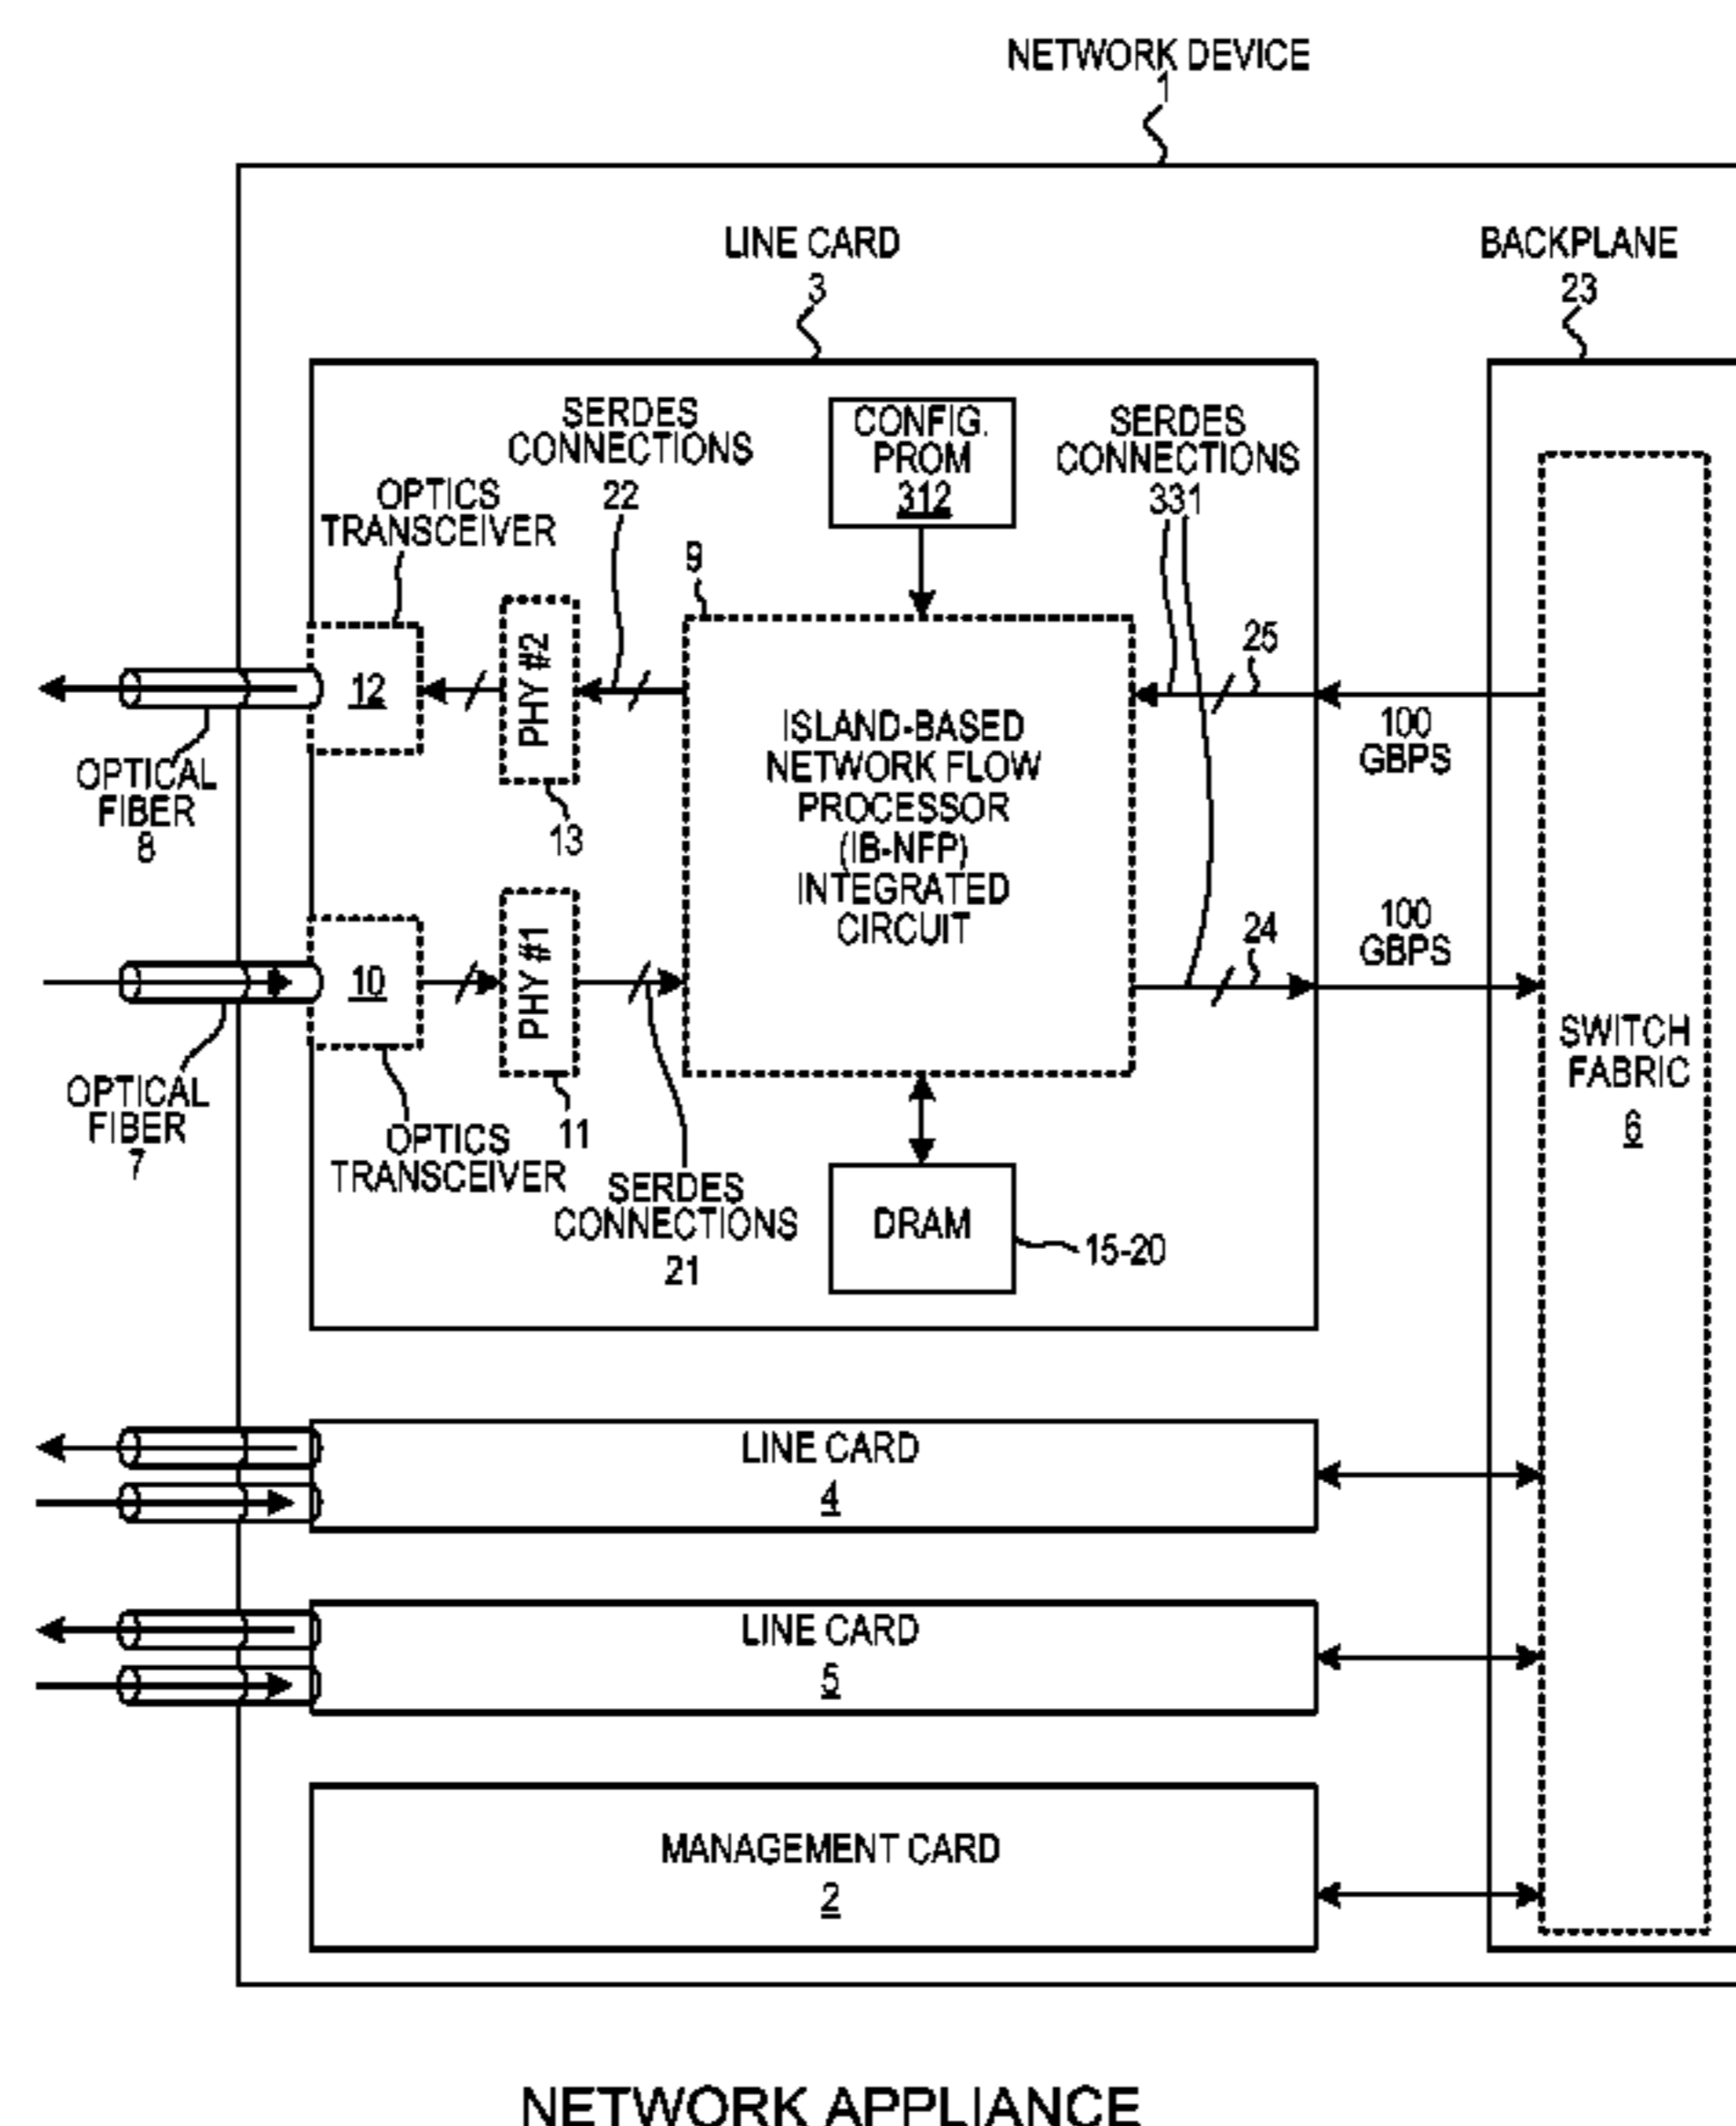 NETWORK DEVICE
1
LINE CARD
3
BACKPLANE
23
SERDES
CONNECTIONS
22
CONFIG.
PROM
312
SERDES
CONNECTIONS
331
OPTICS
TRANSCEIVER
9
12
PHY #2
13
OPTICAL
FIBER
8
ISLAND-BASED
NETWORK FLOW
PROCESSOR
(IB-NFP)
INTEGRATED
CIRCUIT
25
100
GBPS
24
100
GBPS
10
PHY #1
11
OPTICAL
FIBER
7
OPTICS
TRANSCEIVER
SERDES
CONNECTIONS
21
DRAM
15-20
SWITCH
FABRIC
6
LINE CARD
4
LINE CARD
5
MANAGEMENT CARD
2
NETWORK APPLIANCE